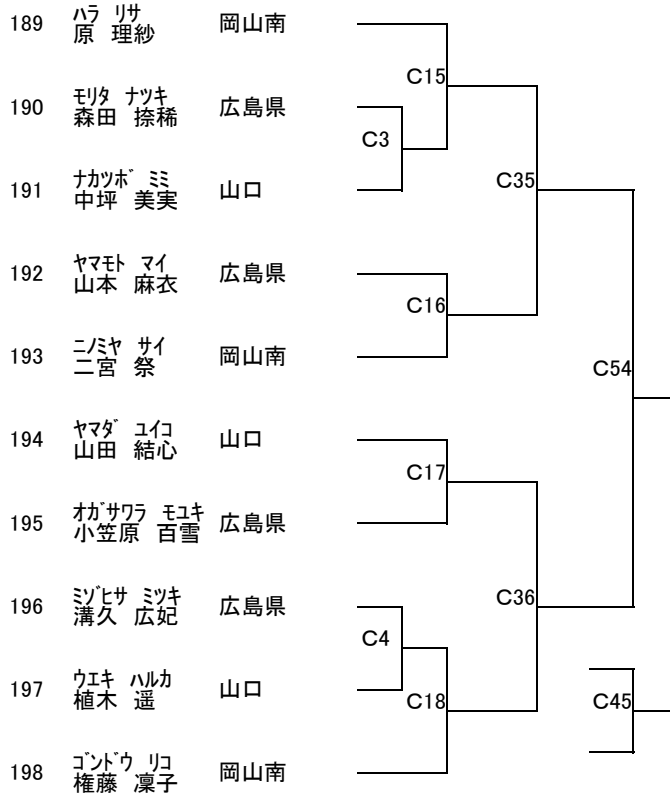 ハラ リサ
189 原 理紗 岡山南
C15
モリタ ナツキ
190 森田 捺稀 広島県
C3
ナカツボ ミミ
191 中坪 美実 山口
C35
ヤマモト マイ
192 山本 麻衣 広島県
C16
ニノミヤ サイ
193 二宮 祭 岡山南
C54
ヤマダ ユイコ
194 山田 結心 山口
C17
オガサワラ モユキ
195 小笠原 百雪 広島県
ミゾヒサ ミツキ
196 溝久 広妃 広島県
C36
C4
ウエキ ハルカ
197 植木 遥 山口
C18
C45
ゴンドウ リコ
198 権藤 凜子 岡山南